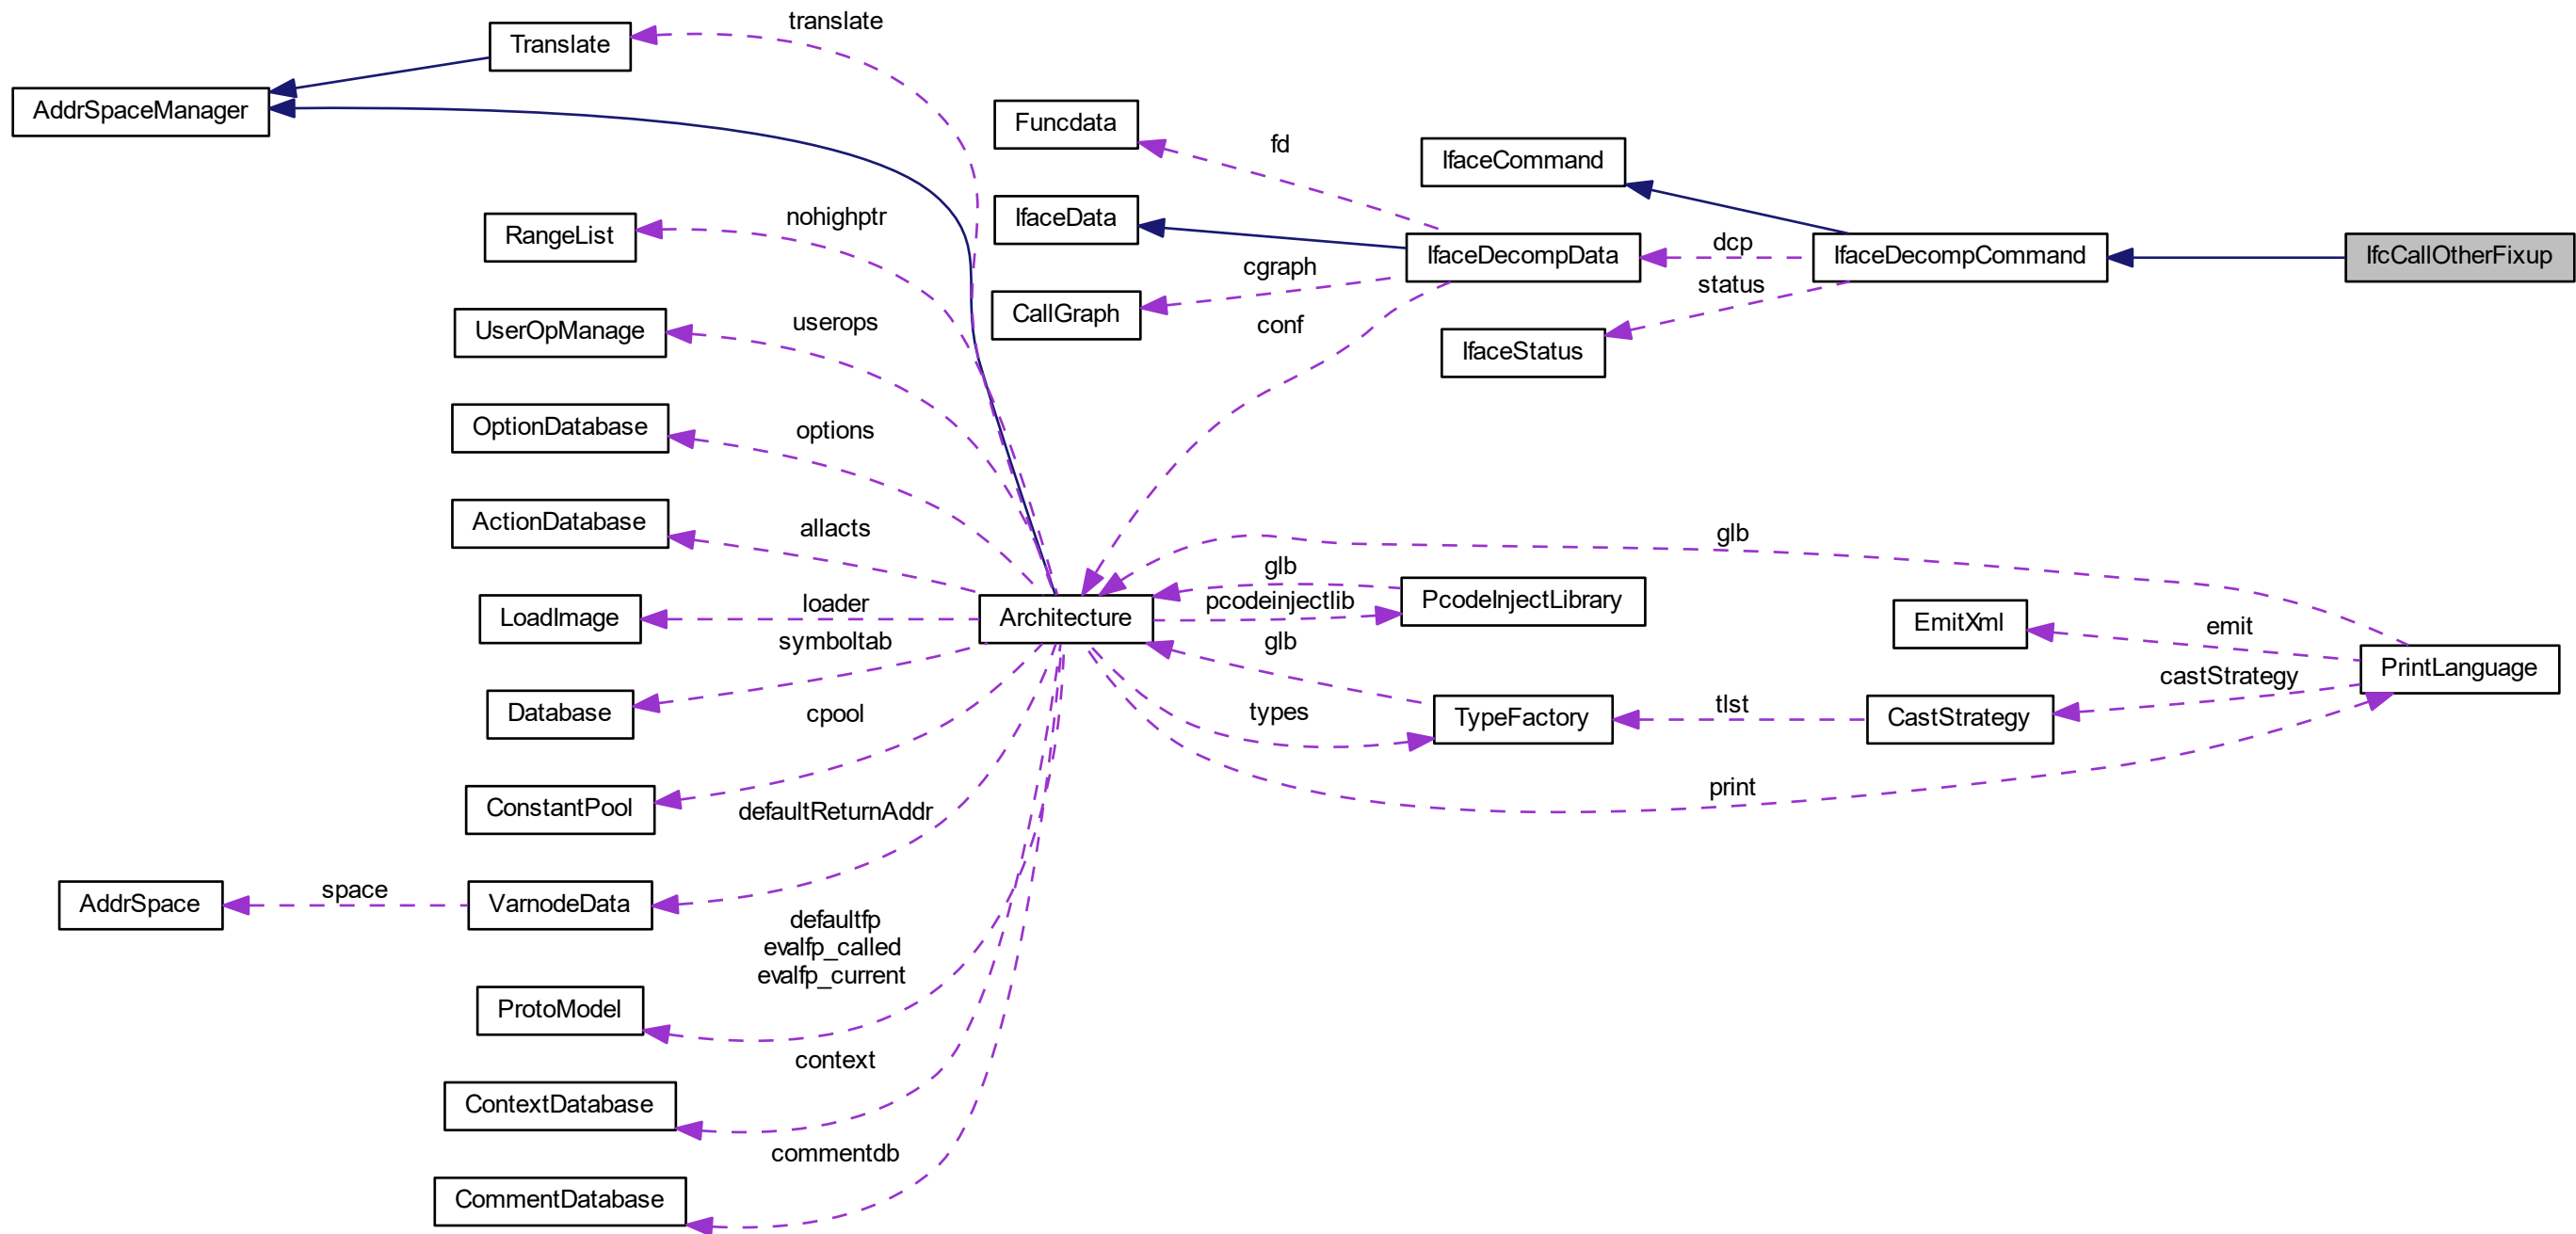 translate
Translate
AddrSpaceManager
Funcdata
fd
IfaceCommand
nohighptr
RangeList
IfaceData
dcp
IfaceDecompData
IfaceDecompCommand
IfcCallOtherFixup
cgraph
status
CallGraph
userops
UserOpManage
conf
IfaceStatus
options
OptionDatabase
allacts
ActionDatabase
glb
glb
loader
pcodeinjectlib
PcodeInjectLibrary
LoadImage
Architecture
EmitXml
emit
symboltab
glb
PrintLanguage
castStrategy
Database
cpool
types
TypeFactory
tlst
CastStrategy
print
ConstantPool
defaultReturnAddr
space
AddrSpace
VarnodeData
defaultfp
evalfp_called
evalfp_current
ProtoModel
context
ContextDatabase
commentdb
CommentDatabase